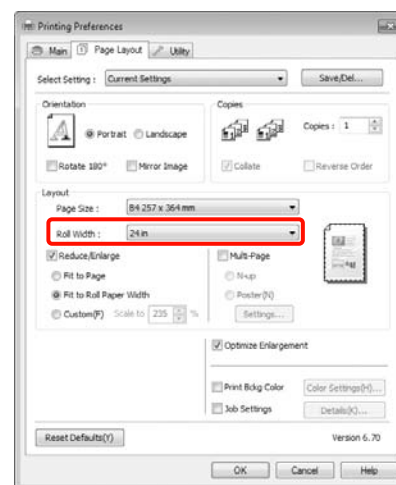 Printing Preferences
Main Page Layout Utility
Select Setting : Current Settings Save/Del...
Orientation Copies
Portrait Landscape Copies : 1
Rotate 180° Mirror Image Collate Reverse Order
Layout
Page Size : B4 257 x 364 mm
Roll Width : 24 in
Reduce/Enlarge Multi-Page
Fit to Page N-up
Fit to Roll Paper Width Poster(N)
Custom(F) Scale to 235 % Settings...
Optimize Enlargement
Print Bckg Color Color Settings(H)...
Job Settings Details(K)...
Reset Defaults(Y) Version 6.70
OK Cancel Help